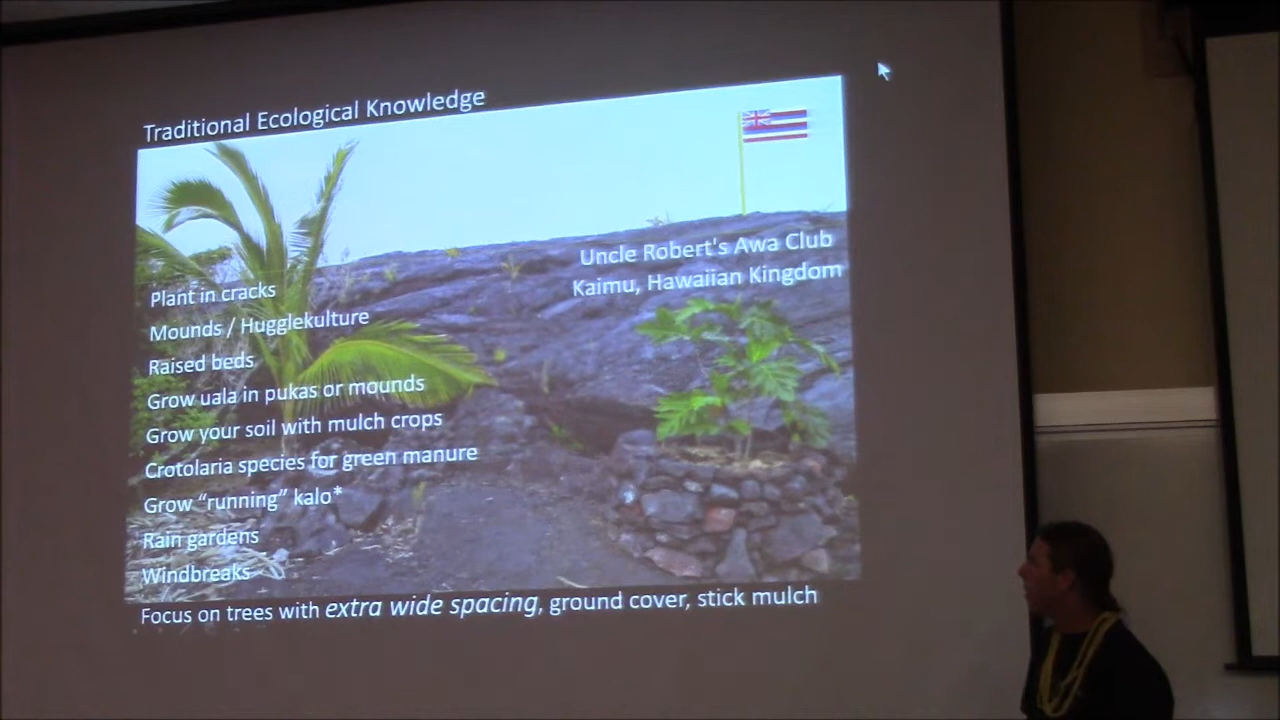 Traditional Ecological Knowledge
Uncle Robert's Awa Club
Kaimu, Hawaiian Kingdom
Plant in cracks
Mounds / Hugglekulture
Raised beds
Grow uala in pukas or mounds
Grow your soil with mulch crops
Crotolaria species for green manure
Grow “running” kalo*
Rain gardens
Windbreaks
Focus on trees with extra wide spacing, ground cover, stick mulch